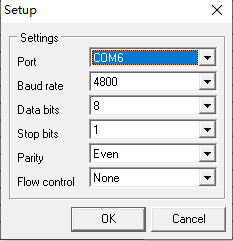 Setup
Settings
Port COM6
Baud rate 4800
Data bits 8
Stop bits 1
Parity Even
Flow control None
OK Cancel